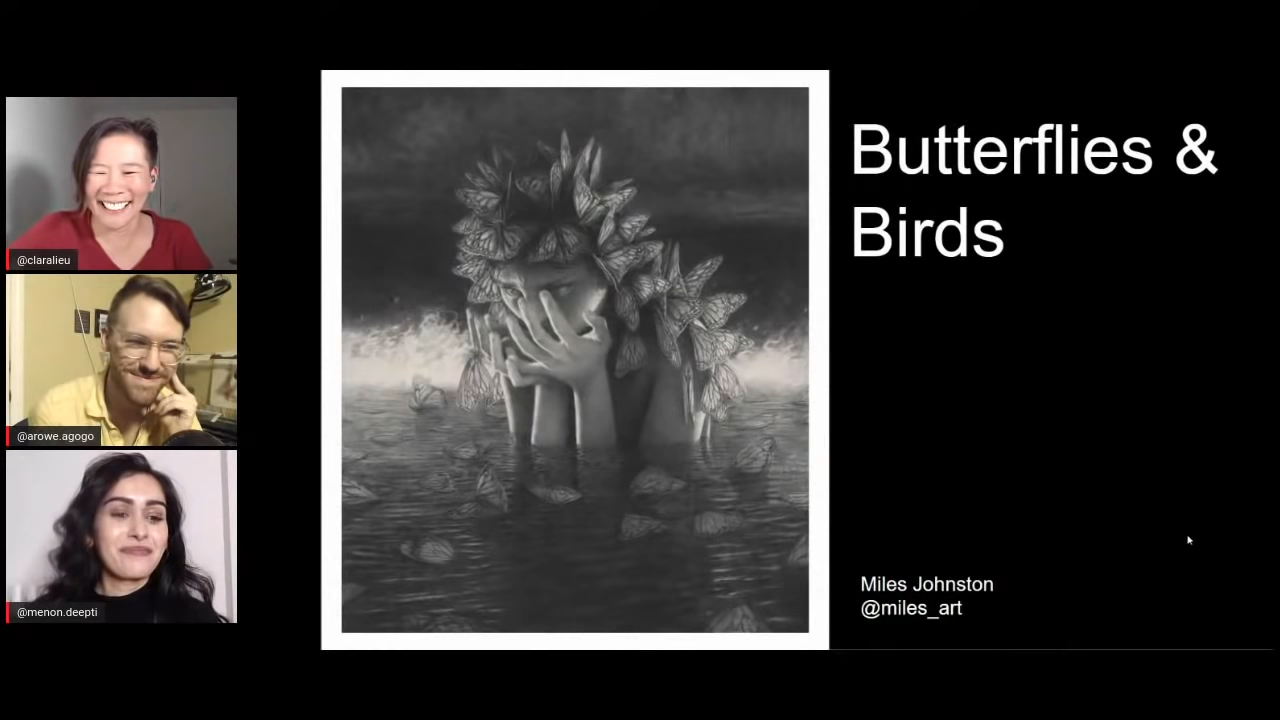 @claralieu
@arowe.agogo
@menon.deepti
Butterflies &
Birds
Miles Johnston
@miles_art